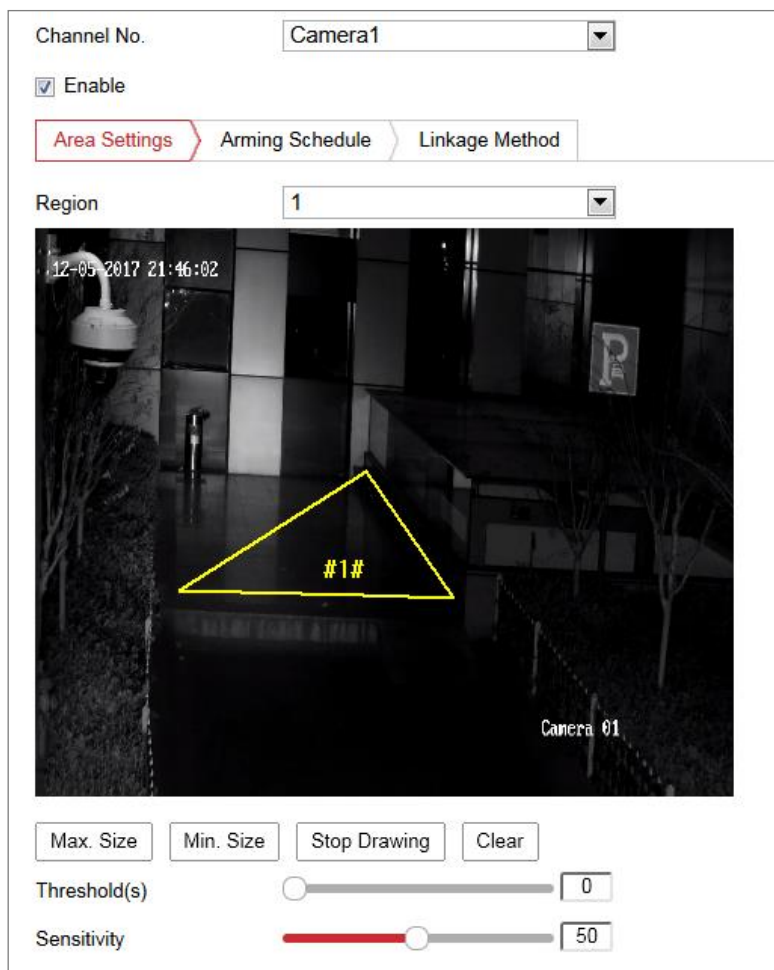 Channel No. Camera1
Enable
Area Settings Arming Schedule Linkage Method
Region 1
12-05-2017 21:46:02
P
#1#
Camera 01
Max. Size Min. Size Stop Drawing Clear
Threshold(s) 0
Sensitivity 50